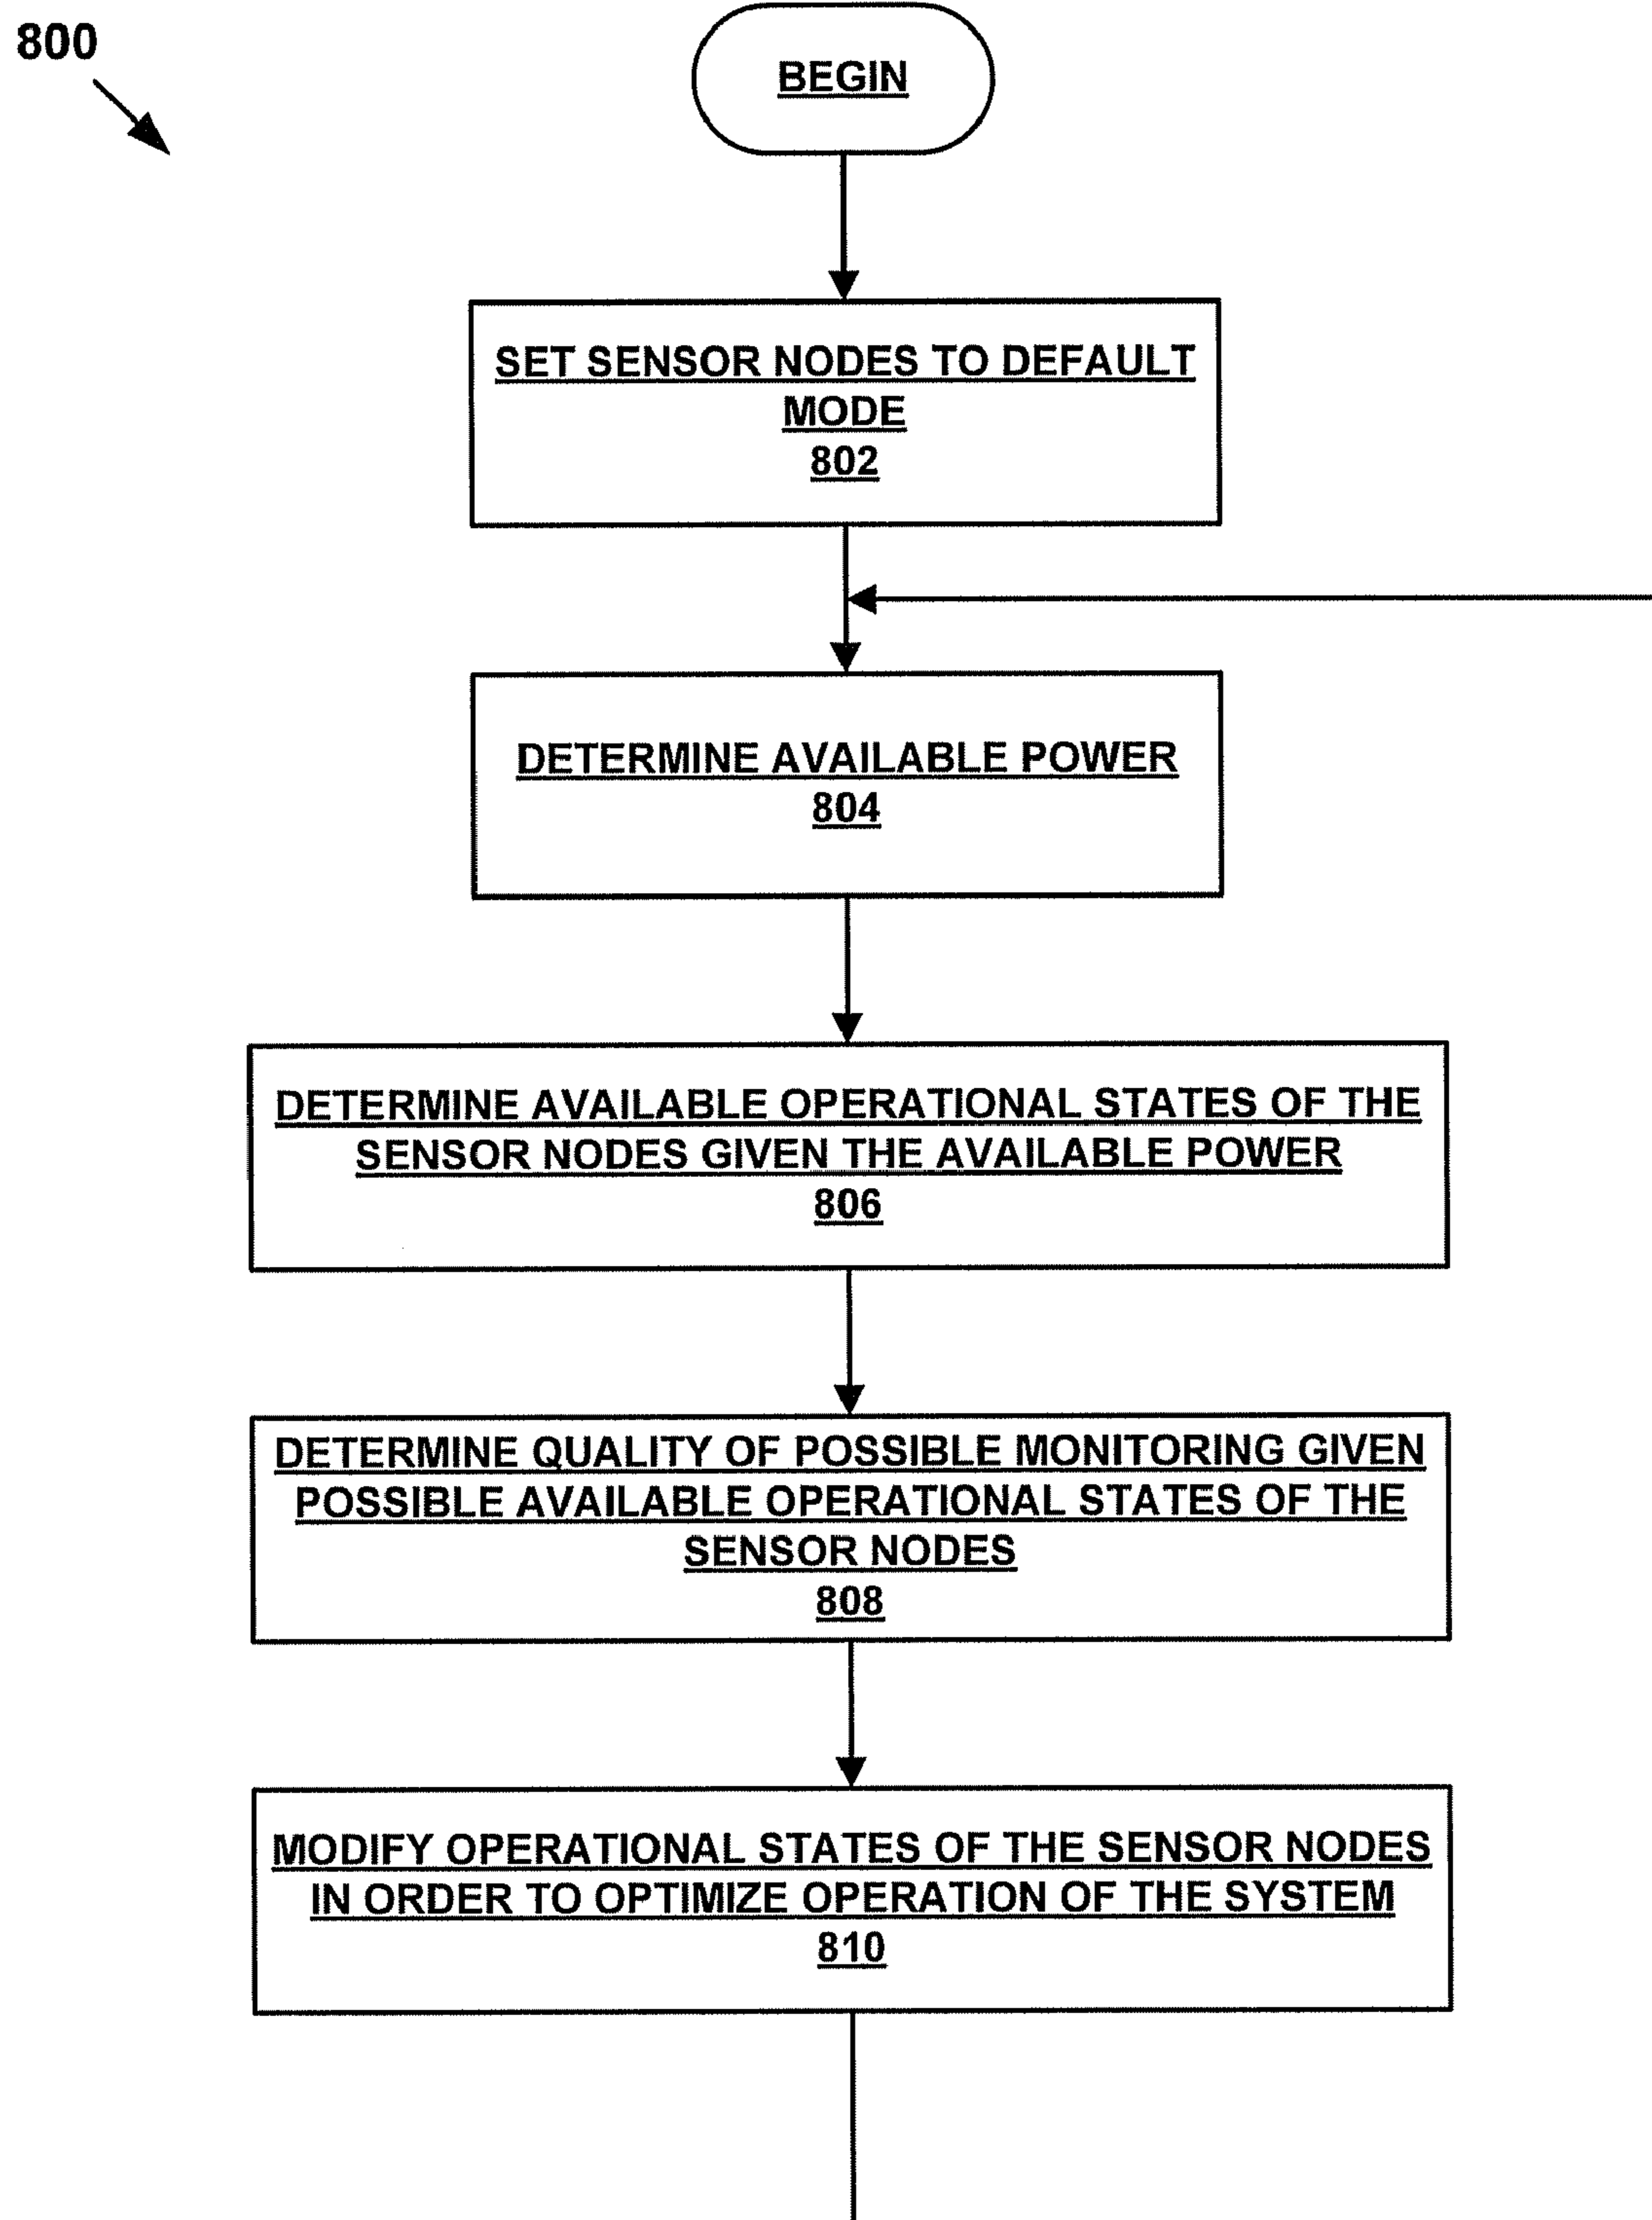 800
BEGIN
SET SENSOR NODES TO DEFAULT
MODE
802
DETERMINE AVAILABLE POWER
804
DETERMINE AVAILABLE OPERATIONAL STATES OF THE
SENSOR NODES GIVEN THE AVAILABLE POWER
806
DETERMINE QUALITY OF POSSIBLE MONITORING GIVEN
POSSIBLE AVAILABLE OPERATIONAL STATES OF THE
SENSOR NODES
808
MODIFY OPERATIONAL STATES OF THE SENSOR NODES
IN ORDER TO OPTIMIZE OPERATION OF THE SYSTEM
810